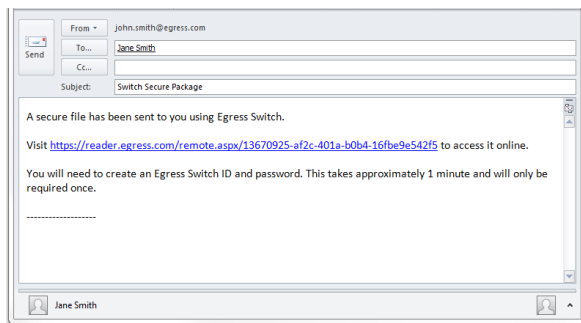 From
john.smith@egress.com
Send
To...
Jane Smith
Cc...
Subject:
Switch Secure Package
A secure file has been sent to you using Egress Switch.
Visit https://reader.egress.com/remote.aspx/13670925-af2c-401a-b0b4-16fbe9e542f5 to access it online.
You will need to create an Egress Switch ID and password. This takes approximately 1 minute and will only be
required once.
-------------------
Jane Smith